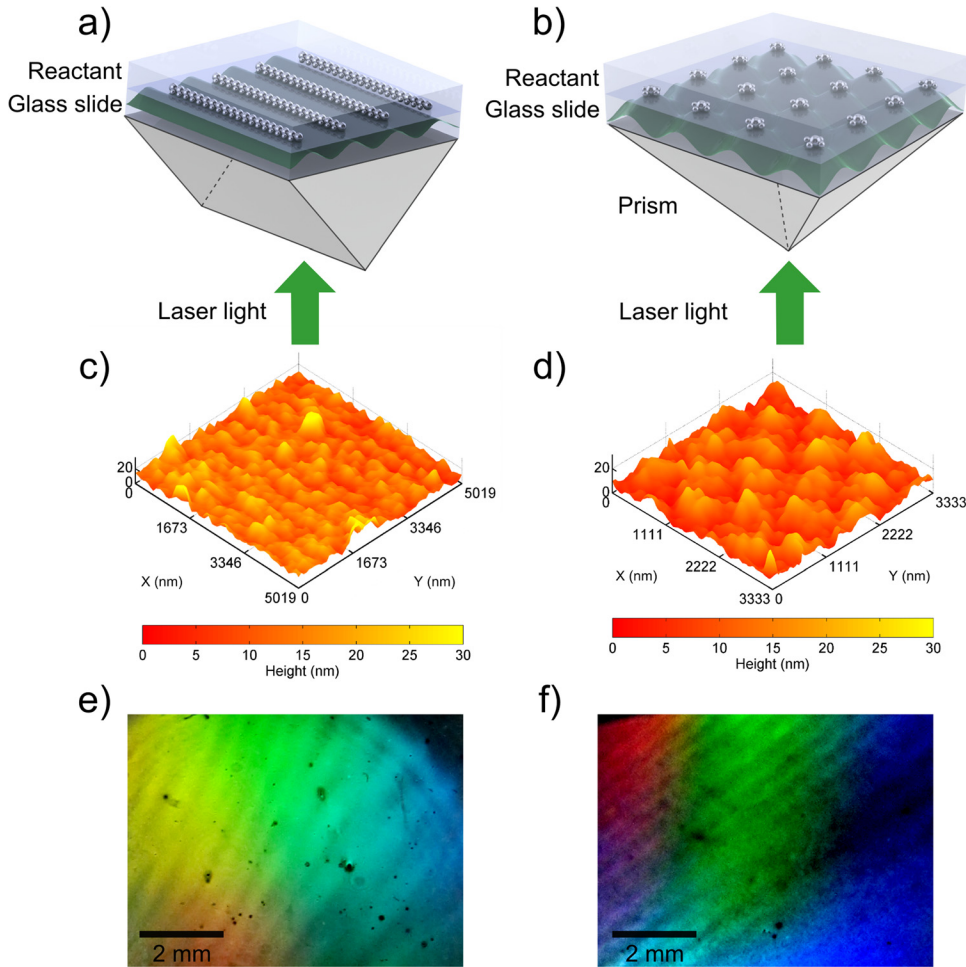 a)
Reactant
Glass slide
Laser light
b)
Reactant
Glass slide
Prism
Laser light
c)
20
0
0
1673
3346
5019
X (nm)
0
1673
3346
5019
Y (nm)
0 5 10 15 20 25 30
Height (nm)
d)
20
0
0
1111
2222
3333
X (nm)
0
1111
2222
3333
Y (nm)
0 5 10 15 20 25 30
Height (nm)
e)
2 mm
f)
2 mm